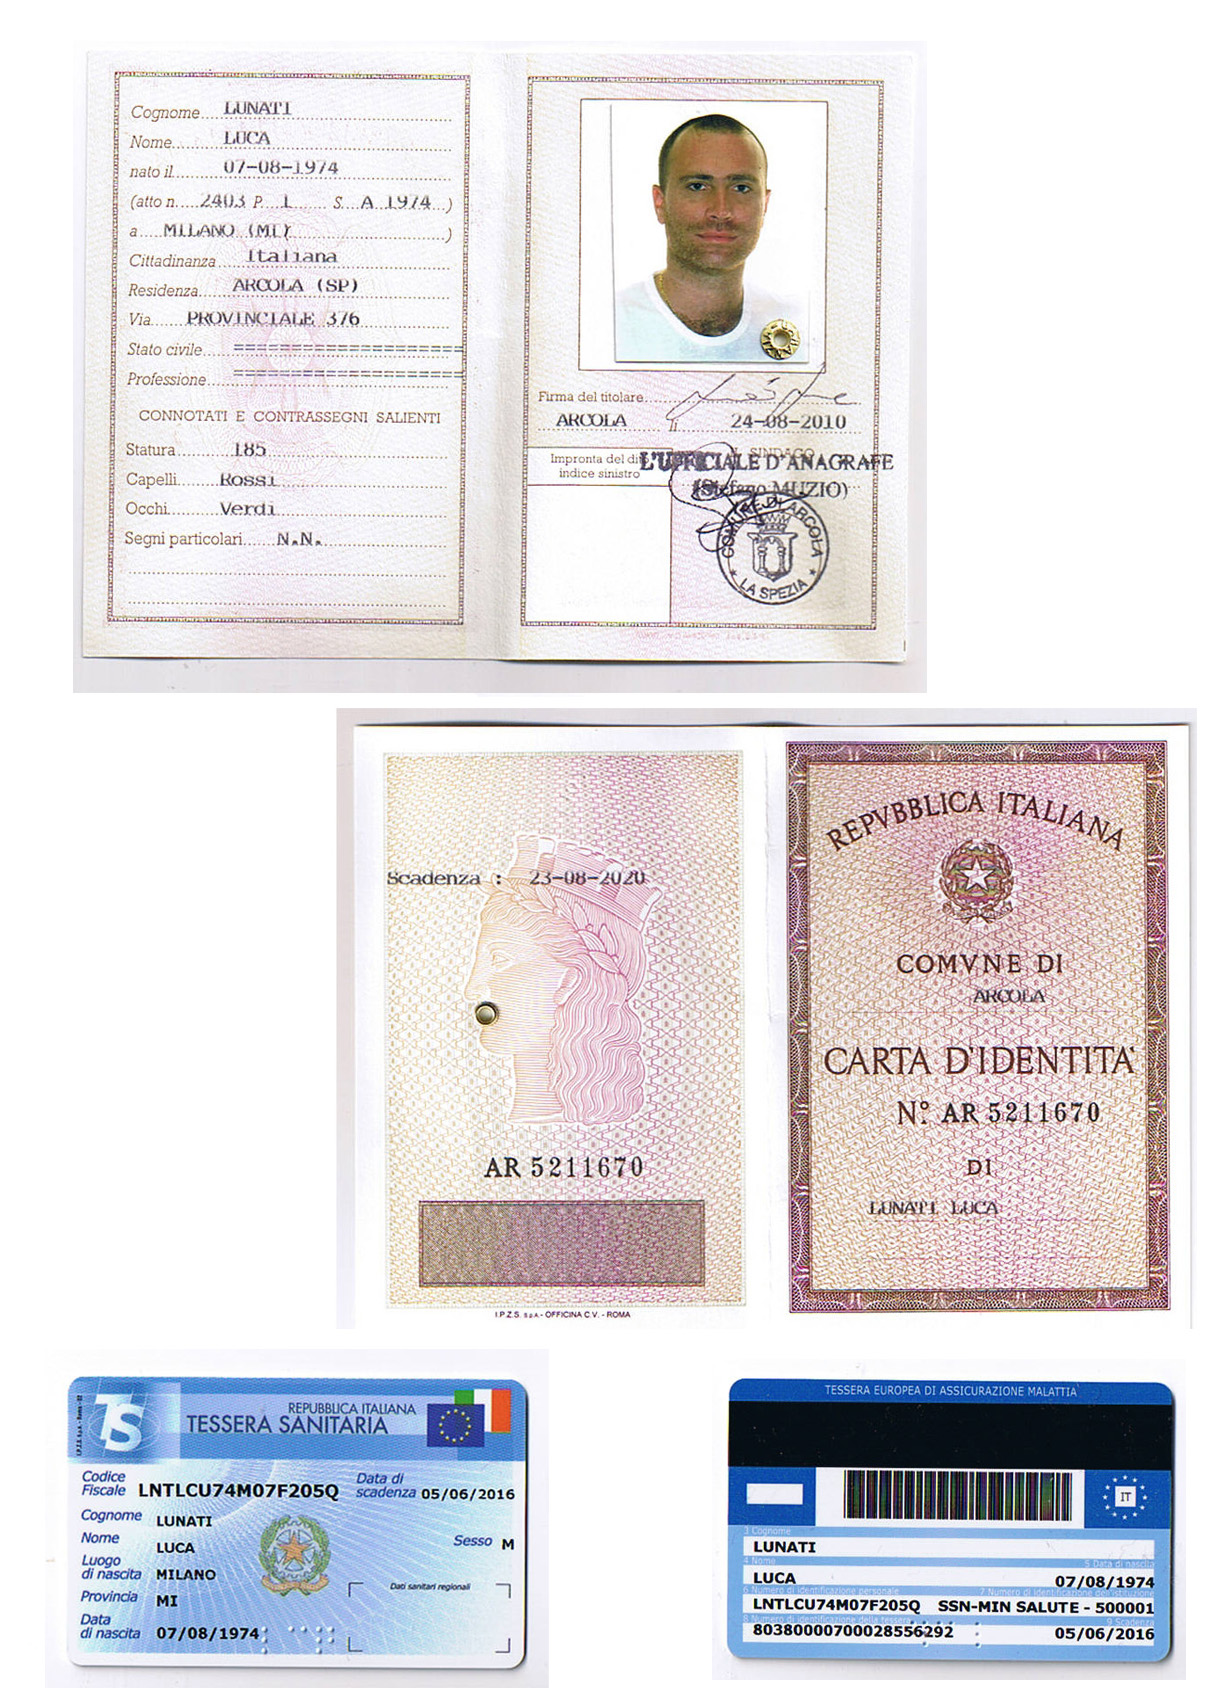 Cognome LUNATI
Nome LUCA
nato il 07-08-1974
(atto n. 2403 P. 1 S. A 1974 )
a MILANO (MI) )
Cittadinanza Italiana
Residenza ARCOLA (SP)
Via PROVINCIALE 376
Stato civile ======================
Professione ======================
CONNOTATI E CONTRASSEGNI SALIENTI
Statura 185
Capelli Rossi
Occhi Verdi
Segni particolari N.N.
Firma del titolare
ARCOLA li 24-08-2010
Impronta del dito
indice sinistro
IL SINDACO
L'UFFICIALE D'ANAGRAFE
(Stefano MUZIO)
COMUNE DI ARCOLA
LA SPEZIA
Scadenza : 23-08-2020
AR 5211670
I.P.Z.S. S.p.A. - OFFICINA C.V. - ROMA
REPVBBLICA ITALIANA
COMVNE DI
ARCOLA
CARTA D'IDENTITA'
N° AR 5211670
DI
LUNATI LUCA
TS
REPUBBLICA ITALIANA
TESSERA SANITARIA
Codice
Fiscale LNTLCU74M07F205Q
Data di
scadenza 05/06/2016
Cognome LUNATI
Nome LUCA
Sesso M
Luogo
di nascita MILANO
Provincia MI
Data
di nascita 07/08/1974
Dati sanitari regionali
TESSERA EUROPEA DI ASSICURAZIONE MALATTIA
IT
3 Cognome
LUNATI
4 Nome 5 Data di nascita
LUCA 07/08/1974
6 Numero di identificazione personale 7 Numero di identificazione dell'istituzione
LNTLCU74M07F205Q SSN-MIN SALUTE - 500001
8 Numero di identificazione della tessera 9 Scadenza
80380000700028556292 05/06/2016